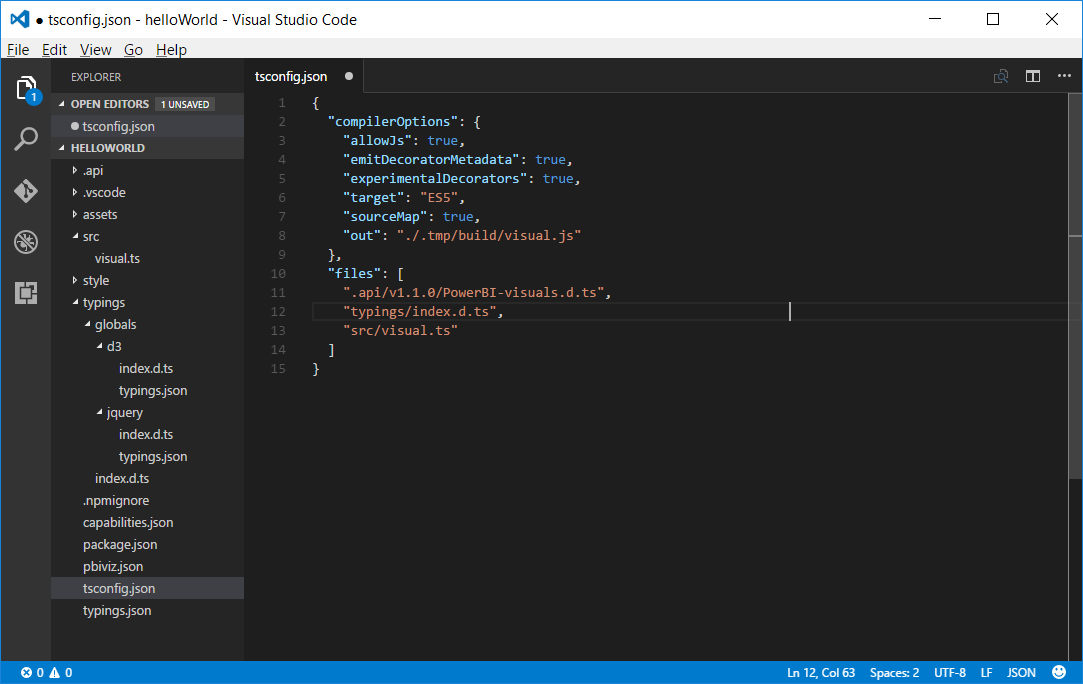 ● tsconfig.json - helloWorld - Visual Studio Code
File Edit View Go Help
EXPLORER
OPEN EDITORS 1 UNSAVED
tsconfig.json
HELLOWORLD
.api
.vscode
assets
src
visual.ts
style
typings
globals
d3
index.d.ts
typings.json
jquery
index.d.ts
typings.json
index.d.ts
.npmignore
capabilities.json
package.json
pbiviz.json
tsconfig.json
typings.json
1
tsconfig.json
1 {
2 "compilerOptions": {
3 "allowJs": true,
4 "emitDecoratorMetadata": true,
5 "experimentalDecorators": true,
6 "target": "ES5",
7 "sourceMap": true,
8 "out": "./.tmp/build/visual.js"
9 },
10 "files": [
11 ".api/v1.1.0/PowerBI-visuals.d.ts",
12 "typings/index.d.ts",
13 "src/visual.ts"
14 ]
15 }
0 0 Ln 12, Col 63 Spaces: 2 UTF-8 LF JSON